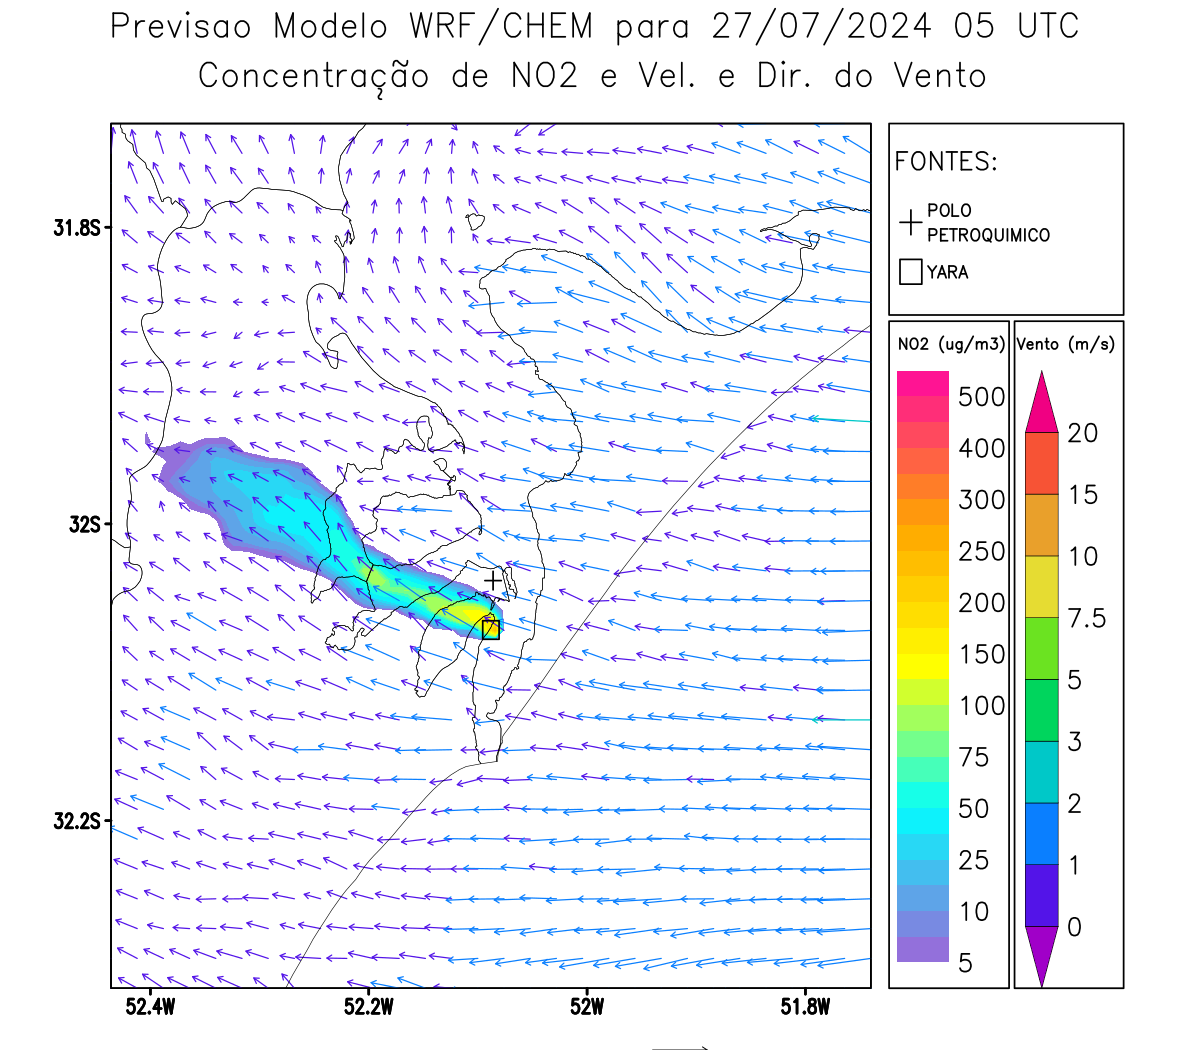 Previsao Modelo WRF/CHEM para 27/07/2024 05 UTC
Concentração de NO2 e Vel. e Dir. do Vento
FONTES:
POLO
PETROQUIMICO
YARA
NO2 (ug/m3)
500
400
300
250
200
150
100
75
50
25
10
5
Vento (m/s)
20
15
10
7.5
5
3
2
1
0
31.8S
32S
32.2S
52.4W
52.2W
52W
51.8W